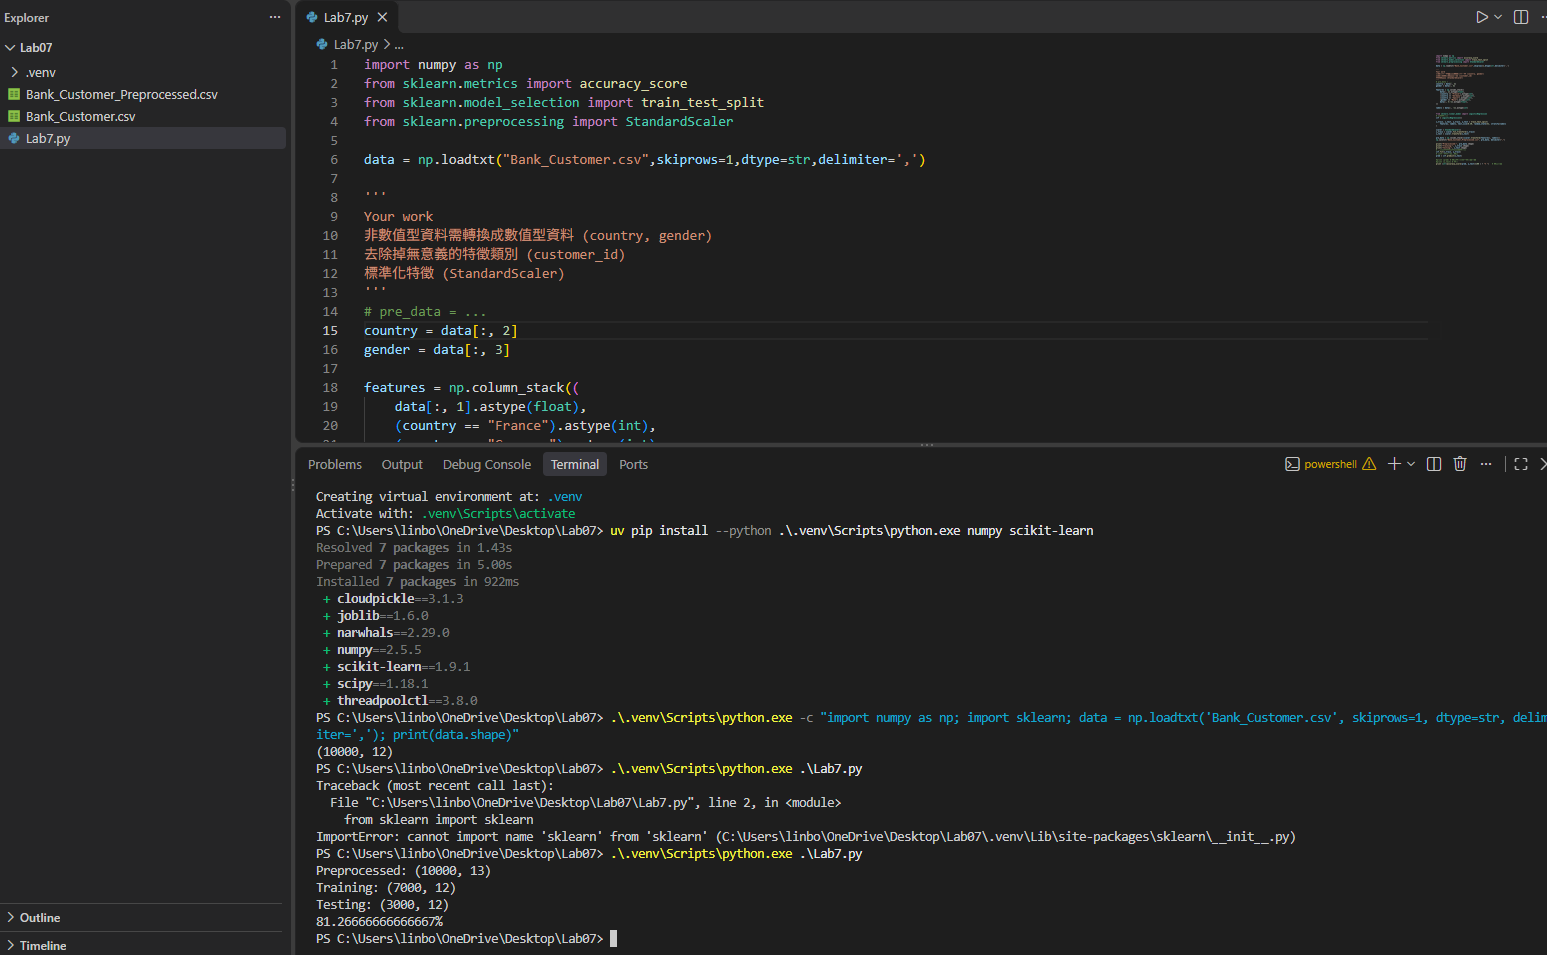 Explorer
Lab07
.venv
Bank_Customer_Preprocessed.csv
Bank_Customer.csv
Lab7.py
Outline
Timeline
Lab7.py
Lab7.py > ...
1 import numpy as np
2 from sklearn.metrics import accuracy_score
3 from sklearn.model_selection import train_test_split
4 from sklearn.preprocessing import StandardScaler
5
6 data = np.loadtxt("Bank_Customer.csv",skiprows=1,dtype=str,delimiter=',')
7
8 '''
9 Your work
10 非數值型資料需轉換成數值型資料 (country, gender)
11 去除掉無意義的特徵類別 (customer_id)
12 標準化特徵 (StandardScaler)
13 '''
14 # pre_data = ...
15 country = data[:, 2]
16 gender = data[:, 3]
17
18 features = np.column_stack((
19 data[:, 1].astype(float),
20 (country == "France").astype(int),
Problems Output Debug Console Terminal Ports
powershell
Creating virtual environment at: .venv
Activate with: .venv\Scripts\activate
PS C:\Users\linbo\OneDrive\Desktop\Lab07> uv pip install --python .\.venv\Scripts\python.exe numpy scikit-learn
Resolved 7 packages in 1.43s
Prepared 7 packages in 5.00s
Installed 7 packages in 922ms
+ cloudpickle==3.1.3
+ joblib==1.6.0
+ narwhals==2.29.0
+ numpy==2.5.5
+ scikit-learn==1.9.1
+ scipy==1.18.1
+ threadpoolctl==3.8.0
PS C:\Users\linbo\OneDrive\Desktop\Lab07> .\.venv\Scripts\python.exe -c "import numpy as np; import sklearn; data = np.loadtxt('Bank_Customer.csv', skiprows=1, dtype=str, delim
iter=','); print(data.shape)"
(10000, 12)
PS C:\Users\linbo\OneDrive\Desktop\Lab07> .\.venv\Scripts\python.exe .\Lab7.py
Traceback (most recent call last):
File "C:\Users\linbo\OneDrive\Desktop\Lab07\Lab7.py", line 2, in <module>
from sklearn import sklearn
ImportError: cannot import name 'sklearn' from 'sklearn' (C:\Users\linbo\OneDrive\Desktop\Lab07\.venv\Lib\site-packages\sklearn\__init__.py)
PS C:\Users\linbo\OneDrive\Desktop\Lab07> .\.venv\Scripts\python.exe .\Lab7.py
Preprocessed: (10000, 13)
Training: (7000, 12)
Testing: (3000, 12)
81.26666666666667%
PS C:\Users\linbo\OneDrive\Desktop\Lab07>